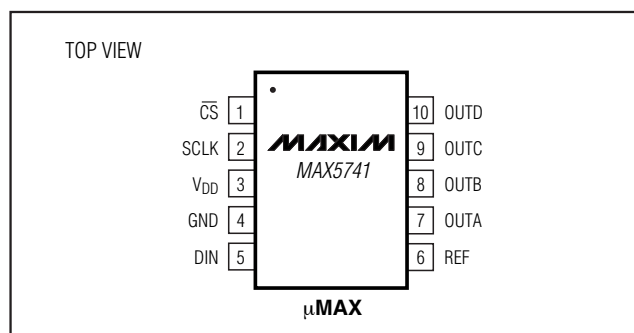 TOP VIEW
C̅S̅ 1
SCLK 2
VDD 3
GND 4
DIN 5
MAXIM
MAX5741
10 OUTD
9 OUTC
8 OUTB
7 OUTA
6 REF
μMAX